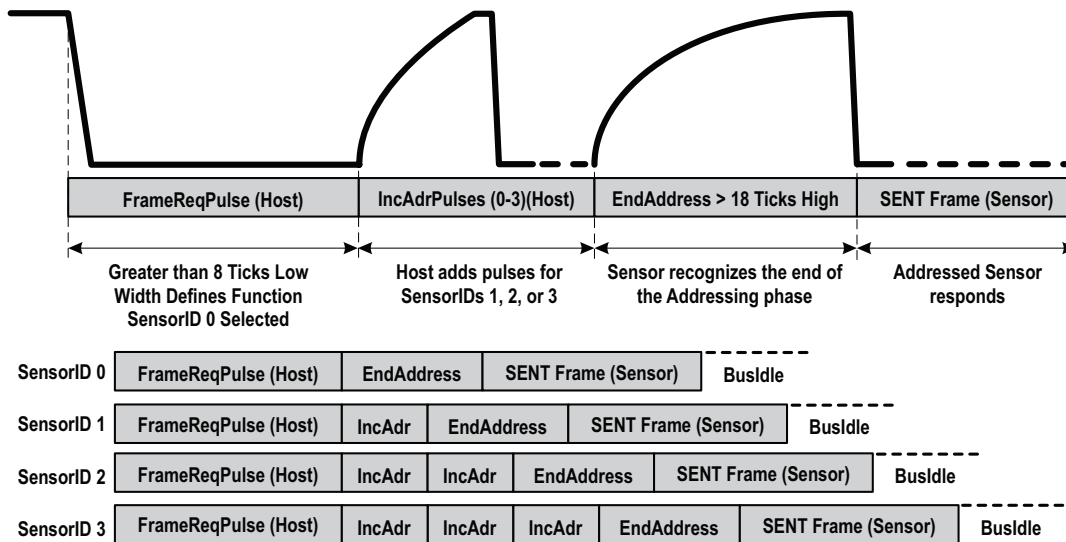 FrameReqPulse (Host) IncAdrPulses (0-3)(Host) EndAddress > 18 Ticks High SENT Frame (Sensor)
Greater than 8 Ticks Low
Width Defines Function
SensorID 0 Selected
Host adds pulses for
SensorIDs 1, 2, or 3
Sensor recognizes the end of
the Addressing phase
Addressed Sensor
responds
SensorID 0 FrameReqPulse (Host) EndAddress SENT Frame (Sensor) BusIdle
SensorID 1 FrameReqPulse (Host) IncAdr EndAddress SENT Frame (Sensor) BusIdle
SensorID 2 FrameReqPulse (Host) IncAdr IncAdr EndAddress SENT Frame (Sensor) BusIdle
SensorID 3 FrameReqPulse (Host) IncAdr IncAdr IncAdr EndAddress SENT Frame (Sensor) BusIdle